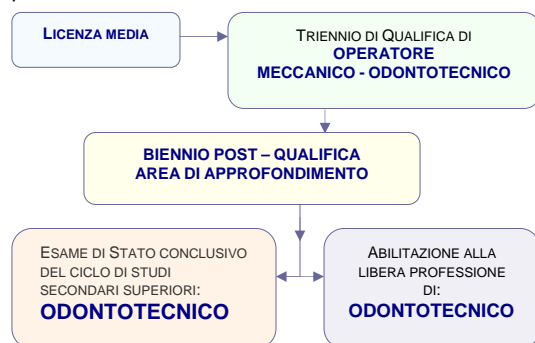 LICENZA MEDIA
TRIENNIO DI QUALIFICA DI
OPERATORE
MECCANICO - ODONTOTECNICO
BIENNIO POST – QUALIFICA
AREA DI APPROFONDIMENTO
ESAME DI STATO CONCLUSIVO
DEL CICLO DI STUDI
SECONDARI SUPERIORI:
ODONTOTECNICO
ABILITAZIONE ALLA
LIBERA PROFESSIONE
DI:
ODONTOTECNICO